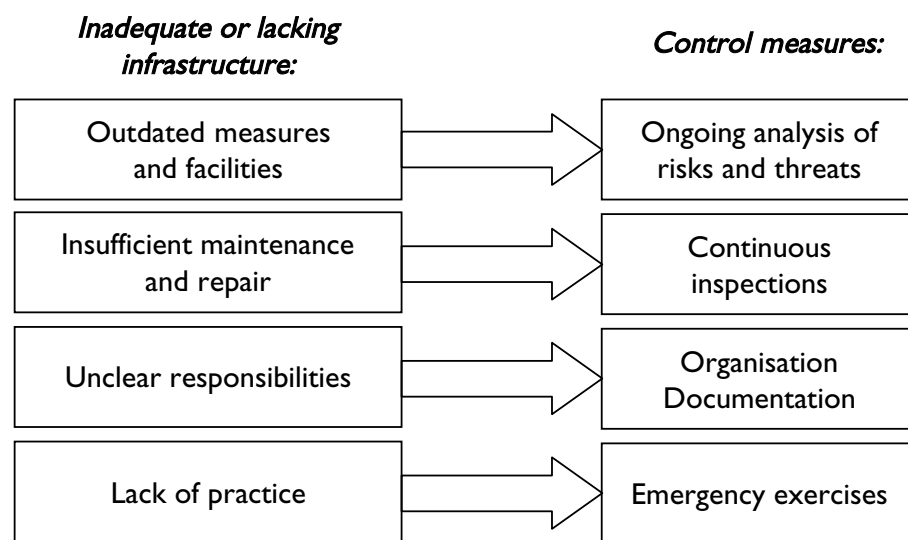 Inadequate or lacking
infrastructure:
Control measures:
Outdated measures
and facilities
Ongoing analysis of
risks and threats
Insufficient maintenance
and repair
Continuous
inspections
Unclear responsibilities
Organisation
Documentation
Lack of practice
Emergency exercises